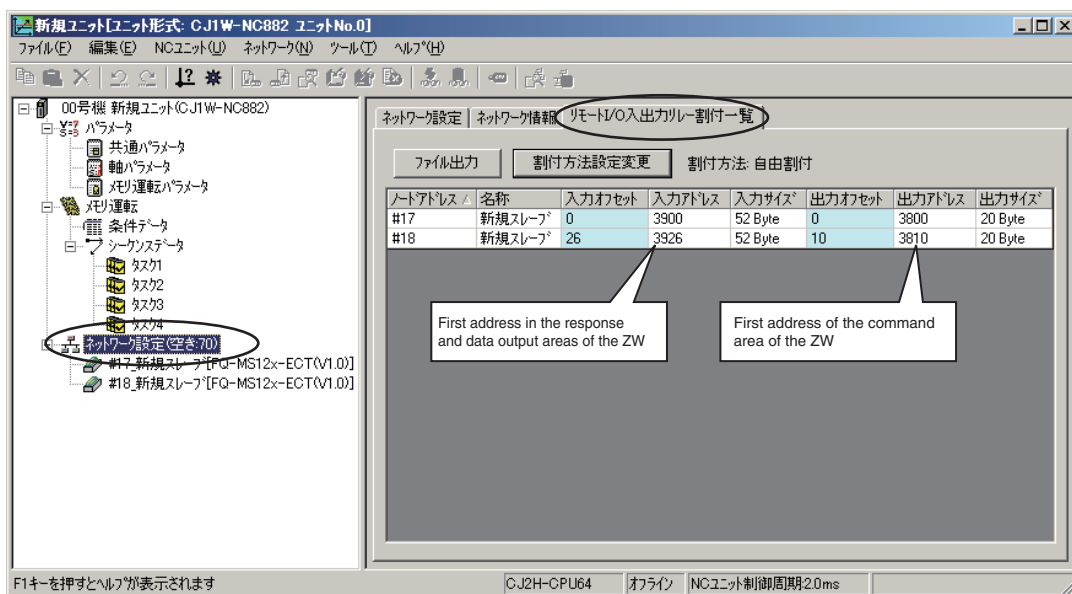 新規ユニット[ユニット形式: CJ1W-NC882 ユニットNo.0]
ファイル(F) 編集(E) NCユニット(U) ネットワーク(N) ツール(T) ヘルプ(H)
00号機 新規ユニット(CJ1W-NC882)
パラメータ
共通パラメータ
軸パラメータ
メモリ運転パラメータ
メモリ運転
条件データ
シーケンスデータ
タスク1
タスク2
タスク3
タスク4
ネットワーク設定(空き:70)
#17_新規スレーブ[FQ-MS12x-ECT(V1.0)]
#18_新規スレーブ[FQ-MS12x-ECT(V1.0)]
ネットワーク設定 ネットワーク情報 リモートI/O入出力リレー割付一覧
ファイル出力 割付方法設定変更 割付方法: 自由割付
ノードアドレス 名称 入力オフセット 入力アドレス 入力サイズ 出力オフセット 出力アドレス 出力サイズ
#17 新規スレーブ 0 3900 52 Byte 0 3800 20 Byte
#18 新規スレーブ 26 3926 52 Byte 10 3810 20 Byte
First address in the response
and data output areas of the ZW
First address of the command
area of the ZW
F1キーを押すとヘルプが表示されます CJ2H-CPU64 オフライン NCユニット制御周期:2.0ms